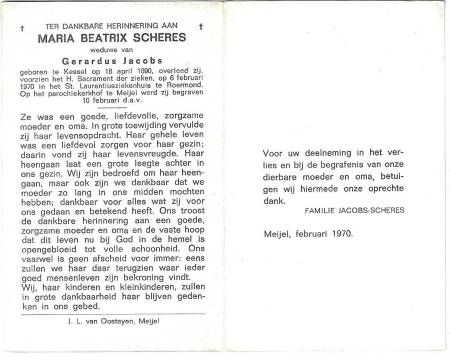 † TER DANKBARE HERINNERING AAN †
MARIA BEATRIX SCHERES
weduwe van
Gerardus Jacobs
geboren te Kessel op 18 april 1890, overleed zij,
voorzien het H. Sacrament der zieken, op 6 februari
1970 in het St. Laurentiusziekenhuis te Roermond.
Op het parochiekerkhof te Meijel werd zij begraven
10 februari d.a.v.
Ze was een goede, liefdevolle, zorgzame
moeder en oma. In grote toewijding vervulde
zij haar levensopdracht. Haar gehele leven
was een liefdevol zorgen voor haar gezin;
daarin vond zij haar levensvreugde. Haar
heengaan laat een grote leegte achter in
ons gezin. Wij zijn bedroefd om haar heen-
gaan, maar ook zijn we dankbaar dat we
moeder zo lang in ons midden mochten
hebben; dankbaar voor alles wat zij voor
ons gedaan en betekend heeft. Ons troost
de dankbare herinnering aan een goede,
zorgzame moeder en oma en de vaste hoop
dat dit leven nu bij God in de hemel is
opengebloeid tot volle schoonheid. Ons
vaarwel is geen afscheid voor immer: eens
zullen we haar daar terugzien waar ieder
goed mensenleven zijn bekroning vindt.
Wij, haar kinderen en kleinkinderen, zullen
in grote dankbaarheid haar blijven geden-
ken in ons gebed.
J. L. van Oosteyen, Meijel
Voor uw deelneming in het ver-
lies en bij de begrafenis van onze
dierbare moeder en oma, betui-
gen wij hiermede onze oprechte
dank.
FAMILIE JACOBS-SCHERES
Meijel, februari 1970.